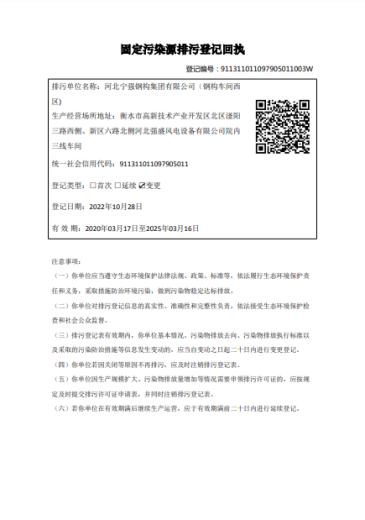 固定污染源排污登记回执
登记编号：911311011097905011003W
排污单位名称：河北宁强钢构集团有限公司（钢构车间西
区）
生产经营场所地址：衡水市高新技术产业开发区北区滏阳
三路西侧、新区六路北侧河北强盛风电设备有限公司院内
三线车间
统一社会信用代码：911311011097905011
登记类型：☐首次 ☐延续 ☑变更
登记日期：2022年10月28日
有 效 期：2020年03月17日至2025年03月16日
注意事项：
（一）你单位应当遵守生态环境保护法律法规、政策、标准等，依法履行生态环境保护责
任和义务，采取措施防治环境污染，做到污染物稳定达标排放。
（二）你单位对排污登记信息的真实性、准确性和完整性负责，依法接受生态环境保护检
查和社会公众监督。
（三）排污登记表有效期内，你单位基本情况、污染物排放去向、污染物排放执行标准以
及采取的污染防治措施等信息发生变动的，应当自变动之日起二十日内进行变更登记。
（四）你单位若因关闭等原因不再排污，应及时注销排污登记表。
（五）你单位因生产规模扩大、污染物排放量增加等情况需要申领排污许可证的，应按规
定及时提交排污许可证申请表，并同时注销排污登记表。
（六）若你单位在有效期满后继续生产运营，应于有效期满前二十日内进行延续登记。